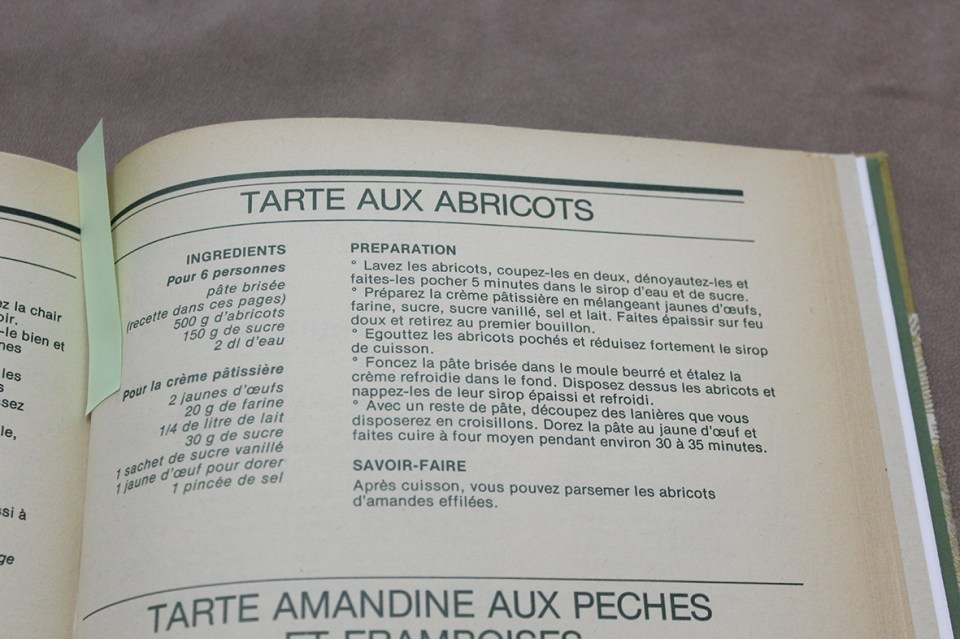 ez la chair
oir.
-le bien et
nes
les
s
ssez
le,
ssi à
ge
TARTE AUX ABRICOTS
INGREDIENTS
Pour 6 personnes
pâte brisée
(recette dans ces pages)
500 g d'abricots
150 g de sucre
2 dl d'eau
Pour la crème pâtissière
2 jaunes d'œufs
20 g de farine
1/4 de litre de lait
30 g de sucre
1 sachet de sucre vanillé
1 jaune d'œuf pour dorer
1 pincée de sel
PREPARATION
° Lavez les abricots, coupez-les en deux, dénoyautez-les et
faites-les pocher 5 minutes dans le sirop d'eau et de sucre.
° Préparez la crème pâtissière en mélangeant jaunes d'œufs,
farine, sucre, sucre vanillé, sel et lait. Faites épaissir sur feu
doux et retirez au premier bouillon.
° Egouttez les abricots pochés et réduisez fortement le sirop
de cuisson.
° Foncez la pâte brisée dans le moule beurré et étalez la
crème refroidie dans le fond. Disposez dessus les abricots et
nappez-les de leur sirop épaissi et refroidi.
° Avec un reste de pâte, découpez des lanières que vous
disposerez en croisillons. Dorez la pâte au jaune d'œuf et
faites cuire à four moyen pendant environ 30 à 35 minutes.
SAVOIR-FAIRE
Après cuisson, vous pouvez parsemer les abricots
d'amandes effilées.
TARTE AMANDINE AUX PECHES
ET FRAMBOISES